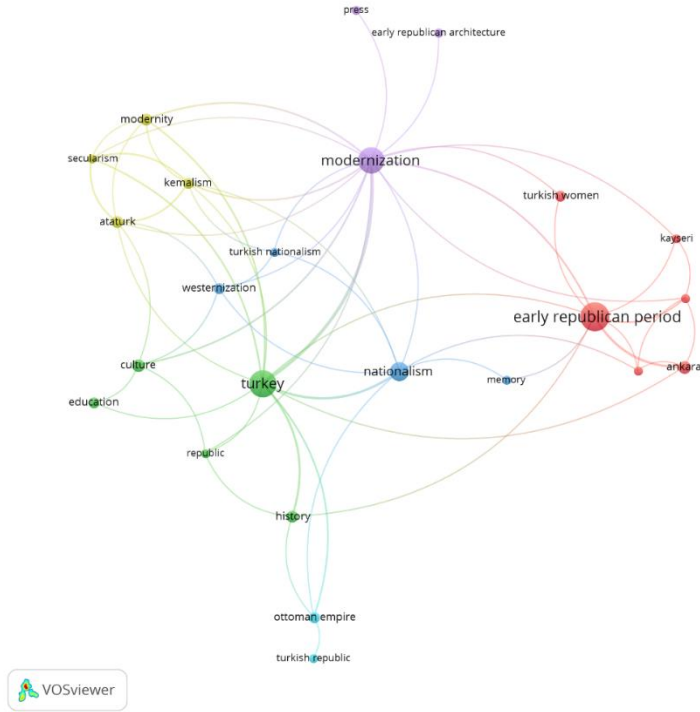 press
early republican architecture
modernity
secularism
modernization
kemalism
turkish women
ataturk
kayseri
turkish nationalism
westernization
early republican period
culture
turkey
nationalism
ankara
memory
education
republic
history
ottoman empire
turkish republic
VOSviewer